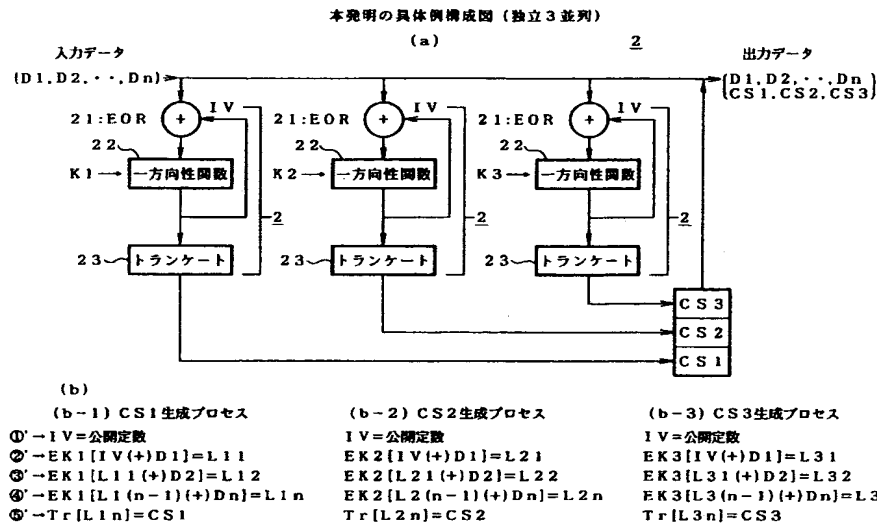 本発明の具体例構成図（独立３並列）
(a)
2
入力データ
(D1,D2,・・,Dn)
出力データ
{D1,D2,・・,Dn
CS1,CS2,CS3}
21:EOR + IV
21:EOR + IV
21:EOR + IV
22
22
22
K1→ 一方向性関数
K2→ 一方向性関数
K3→ 一方向性関数
2
2
2
23 トランケート
23 トランケート
23 トランケート
CS3
CS2
CS1
(b)
(b-1) CS1生成プロセス
(b-2) CS2生成プロセス
(b-3) CS3生成プロセス
①'→IV=公開定数
IV=公開定数
IV=公開定数
②'→EK1[IV(+)D1]=L11
EK2[IV(+)D1]=L21
EK3[IV(+)D1]=L31
③'→EK1[L11(+)D2]=L12
EK2[L21(+)D2]=L22
EK3[L31(+)D2]=L32
④'→EK1[L1(n-1)(+)Dn]=L1n
EK2[L2(n-1)(+)Dn]=L2n
EK3[L3(n-1)(+)Dn]=L3
⑤'→Tr[L1n]=CS1
Tr[L2n]=CS2
Tr[L3n]=CS3